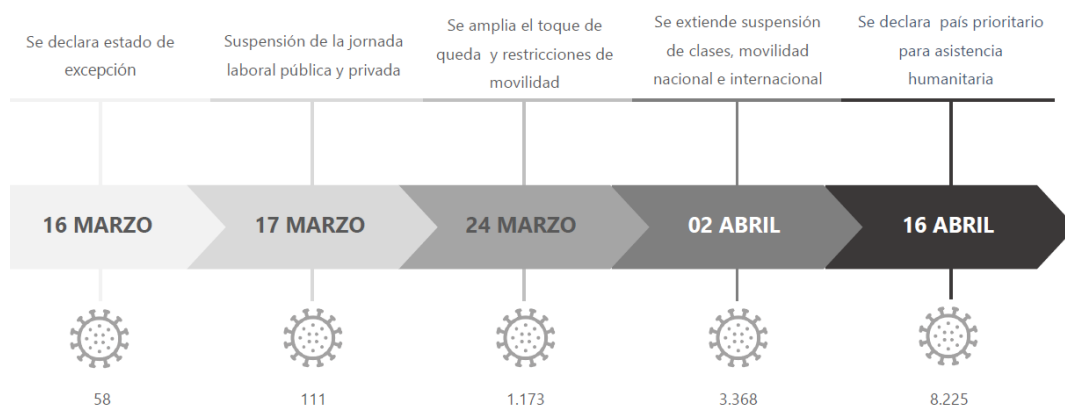 Se declara estado de
excepción
Suspensión de la jornada
laboral pública y privada
Se amplia el toque de
queda y restricciones de
movilidad
Se extiende suspensión
de clases, movilidad
nacional e internacional
Se declara país prioritario
para asistencia
humanitaria
16 MARZO
17 MARZO
24 MARZO
02 ABRIL
16 ABRIL
58
111
1.173
3.368
8.225